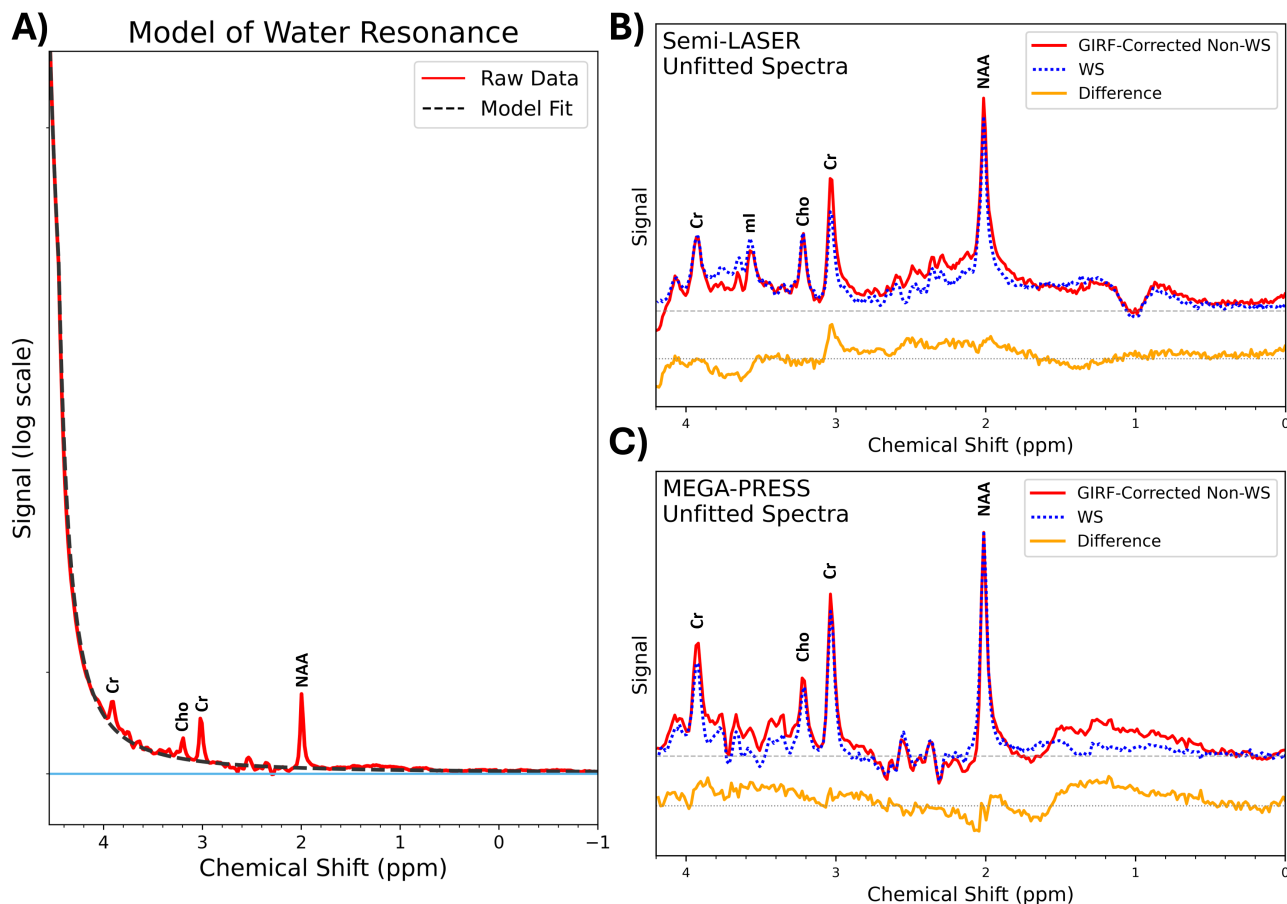 A)
Model of Water Resonance
Raw Data
Model Fit
Signal (log scale)
Cr
Cho
Cr
NAA
4
3
2
1
0
−1
Chemical Shift (ppm)
B)
Semi-LASER
Unfitted Spectra
GIRF-Corrected Non-WS
WS
Difference
Signal
Cr
mI
Cho
Cr
NAA
4
3
2
1
0
Chemical Shift (ppm)
C)
MEGA-PRESS
Unfitted Spectra
GIRF-Corrected Non-WS
WS
Difference
Signal
Cr
Cho
Cr
NAA
4
3
2
1
0
Chemical Shift (ppm)